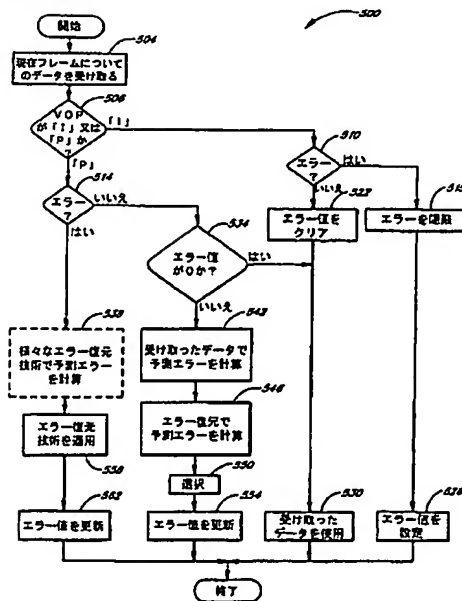 500
開始
504
現在フレームについて
のデータを受け取る
506
VOP
が「I」又は
「P」か
?
「I」
「P」
510
エラー
?
はい
いいえ
514
エラー
?
いいえ
はい
522
エラー値を
クリア
エラーを隠蔽
534
エラー値
が0か?
はい
いいえ
様々なエラー復元
技術で予測エラー
を計算
542
受け取ったデータで
予測エラーを計算
546
エラー復元で
予測エラーを計算
エラー復元
技術を適用
558
550
選択
562
エラー値を更新
554
エラー値を更新
530
受け取った
データを使用
526
エラー値を
設定
終了